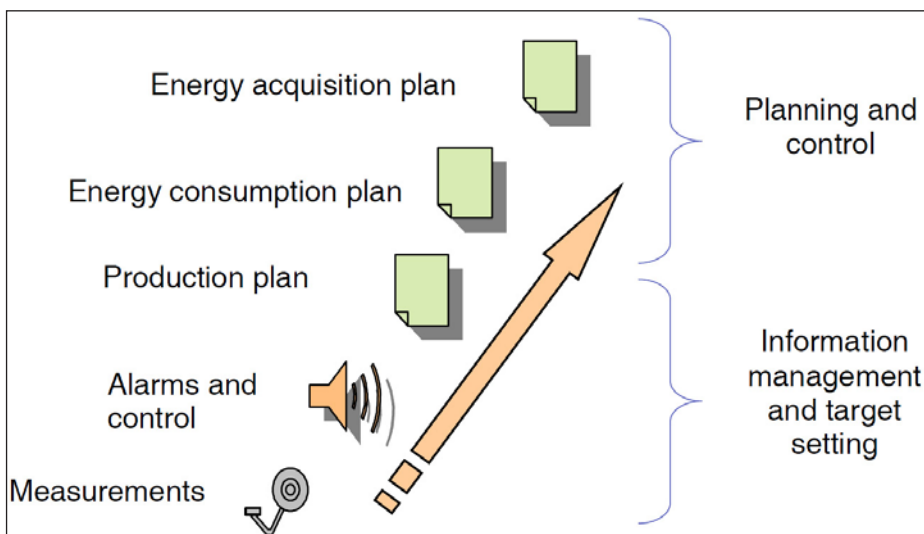 Energy acquisition plan
Planning and
control
Energy consumption plan
Production plan
Information
management
and target
setting
Alarms and
control
Measurements